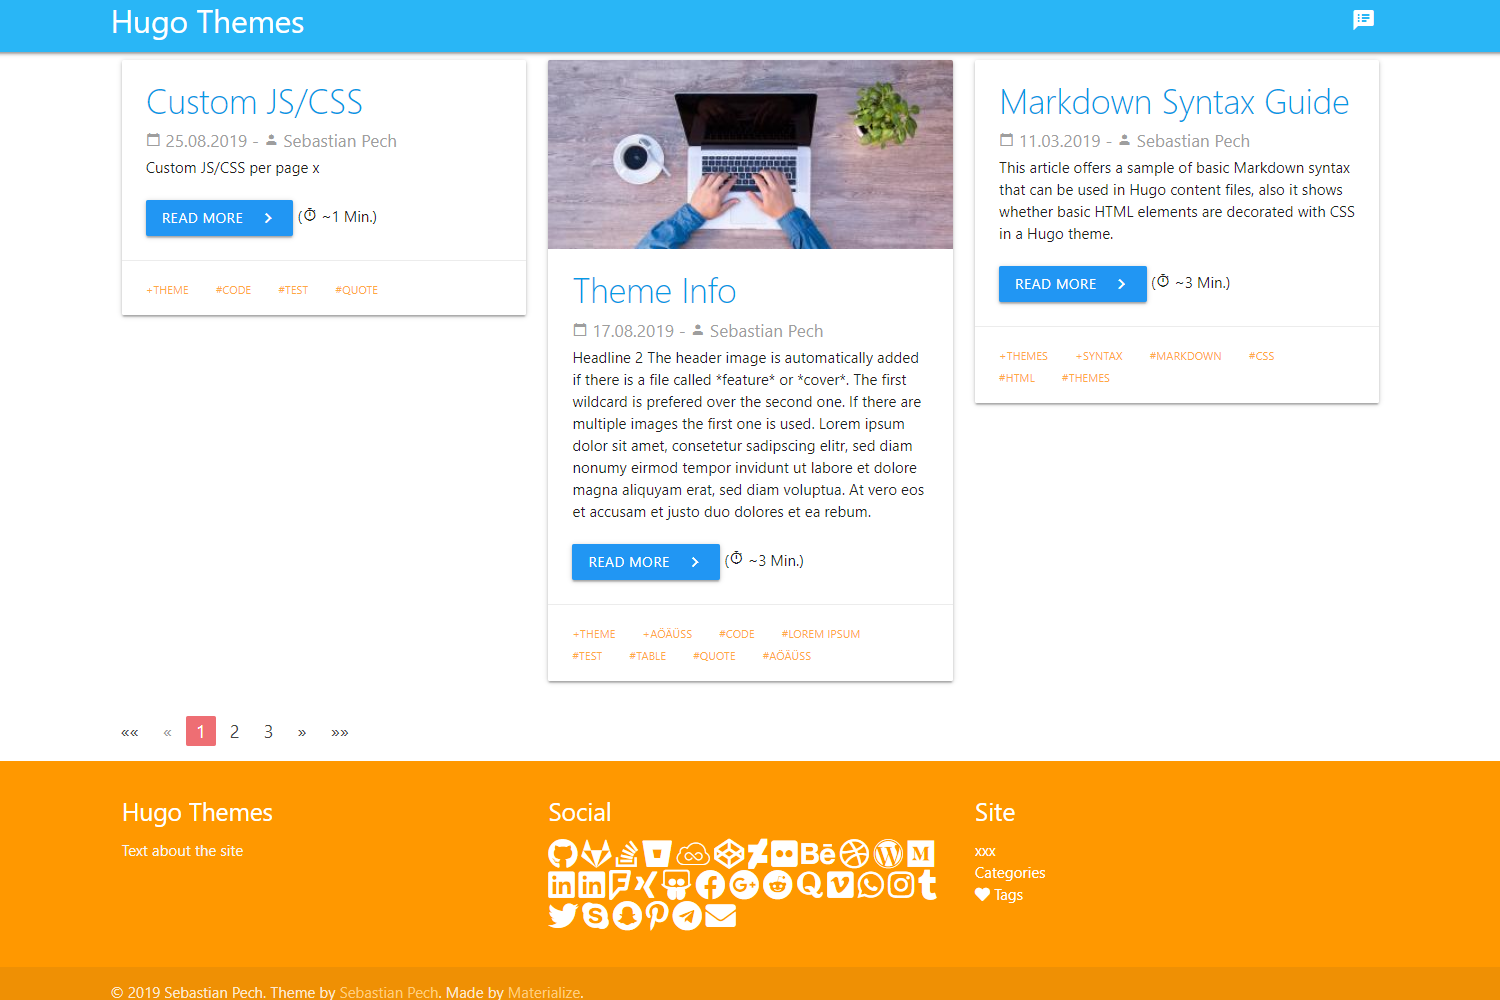 Hugo Themes
Custom JS/CSS
25.08.2019 - Sebastian Pech
Custom JS/CSS per page x
READ MORE (~1 Min.)
+THEME #CODE #TEST #QUOTE
Theme Info
17.08.2019 - Sebastian Pech
Headline 2 The header image is automatically added
if there is a file called *feature* or *cover*. The first
wildcard is prefered over the second one. If there are
multiple images the first one is used. Lorem ipsum
dolor sit amet, consetetur sadipscing elitr, sed diam
nonumy eirmod tempor invidunt ut labore et dolore
magna aliquyam erat, sed diam voluptua. At vero eos
et accusam et justo duo dolores et ea rebum.
READ MORE (~3 Min.)
+THEME +AÖÄÜSS #CODE #LOREM IPSUM
#TEST #TABLE #QUOTE #AÖÄÜSS
Markdown Syntax Guide
11.03.2019 - Sebastian Pech
This article offers a sample of basic Markdown syntax
that can be used in Hugo content files, also it shows
whether basic HTML elements are decorated with CSS
in a Hugo theme.
READ MORE (~3 Min.)
+THEMES +SYNTAX #MARKDOWN #CSS
#HTML #THEMES
«« « 1 2 3 » »»
Hugo Themes
Text about the site
Social
Site
xxx
Categories
Tags
© 2019 Sebastian Pech. Theme by Sebastian Pech. Made by Materialize.